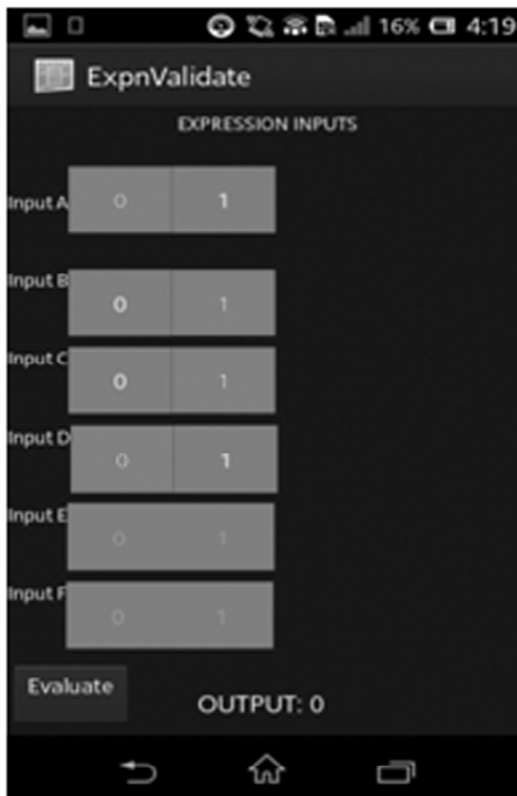 16% 4:19
ExpnValidate
EXPRESSION INPUTS
Input A 0 1
Input B 0 1
Input C 0 1
Input D 0 1
Input E 0 1
Input F 0 1
Evaluate OUTPUT: 0